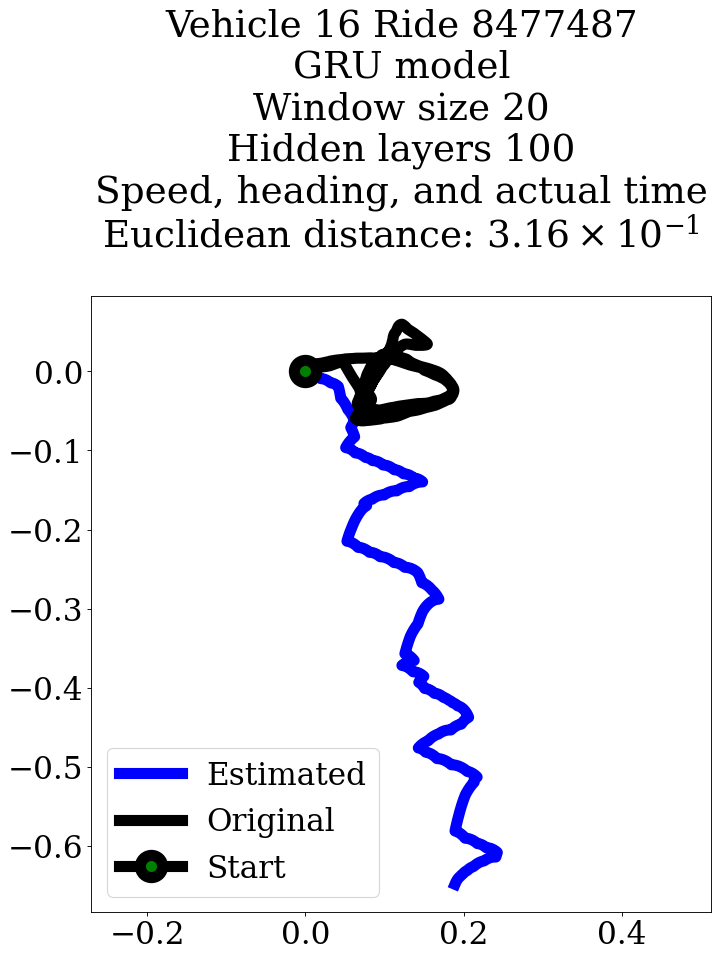 Vehicle 16 Ride 8477487
GRU model
Window size 20
Hidden layers 100
Speed, heading, and actual time
Euclidean distance: 3.16 × 10⁻¹
0.0
−0.1
−0.2
−0.3
−0.4
−0.5
−0.6
Estimated
Original
Start
−0.2 0.0 0.2 0.4